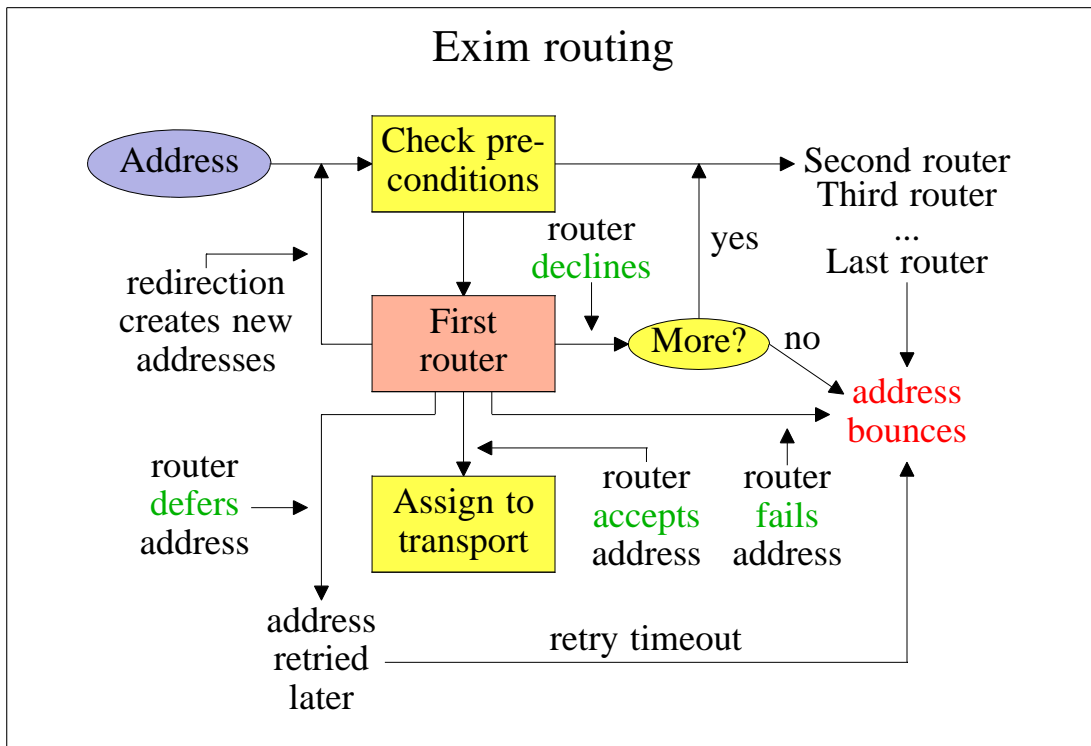 Exim routing
Address
Check pre-
conditions
Second router
Third router
...
Last router
router
declines
yes
redirection
creates new
addresses
First
router
More?
no
address
bounces
router
defers
address
Assign to
transport
router
accepts
address
router
fails
address
address
retried
later
retry timeout